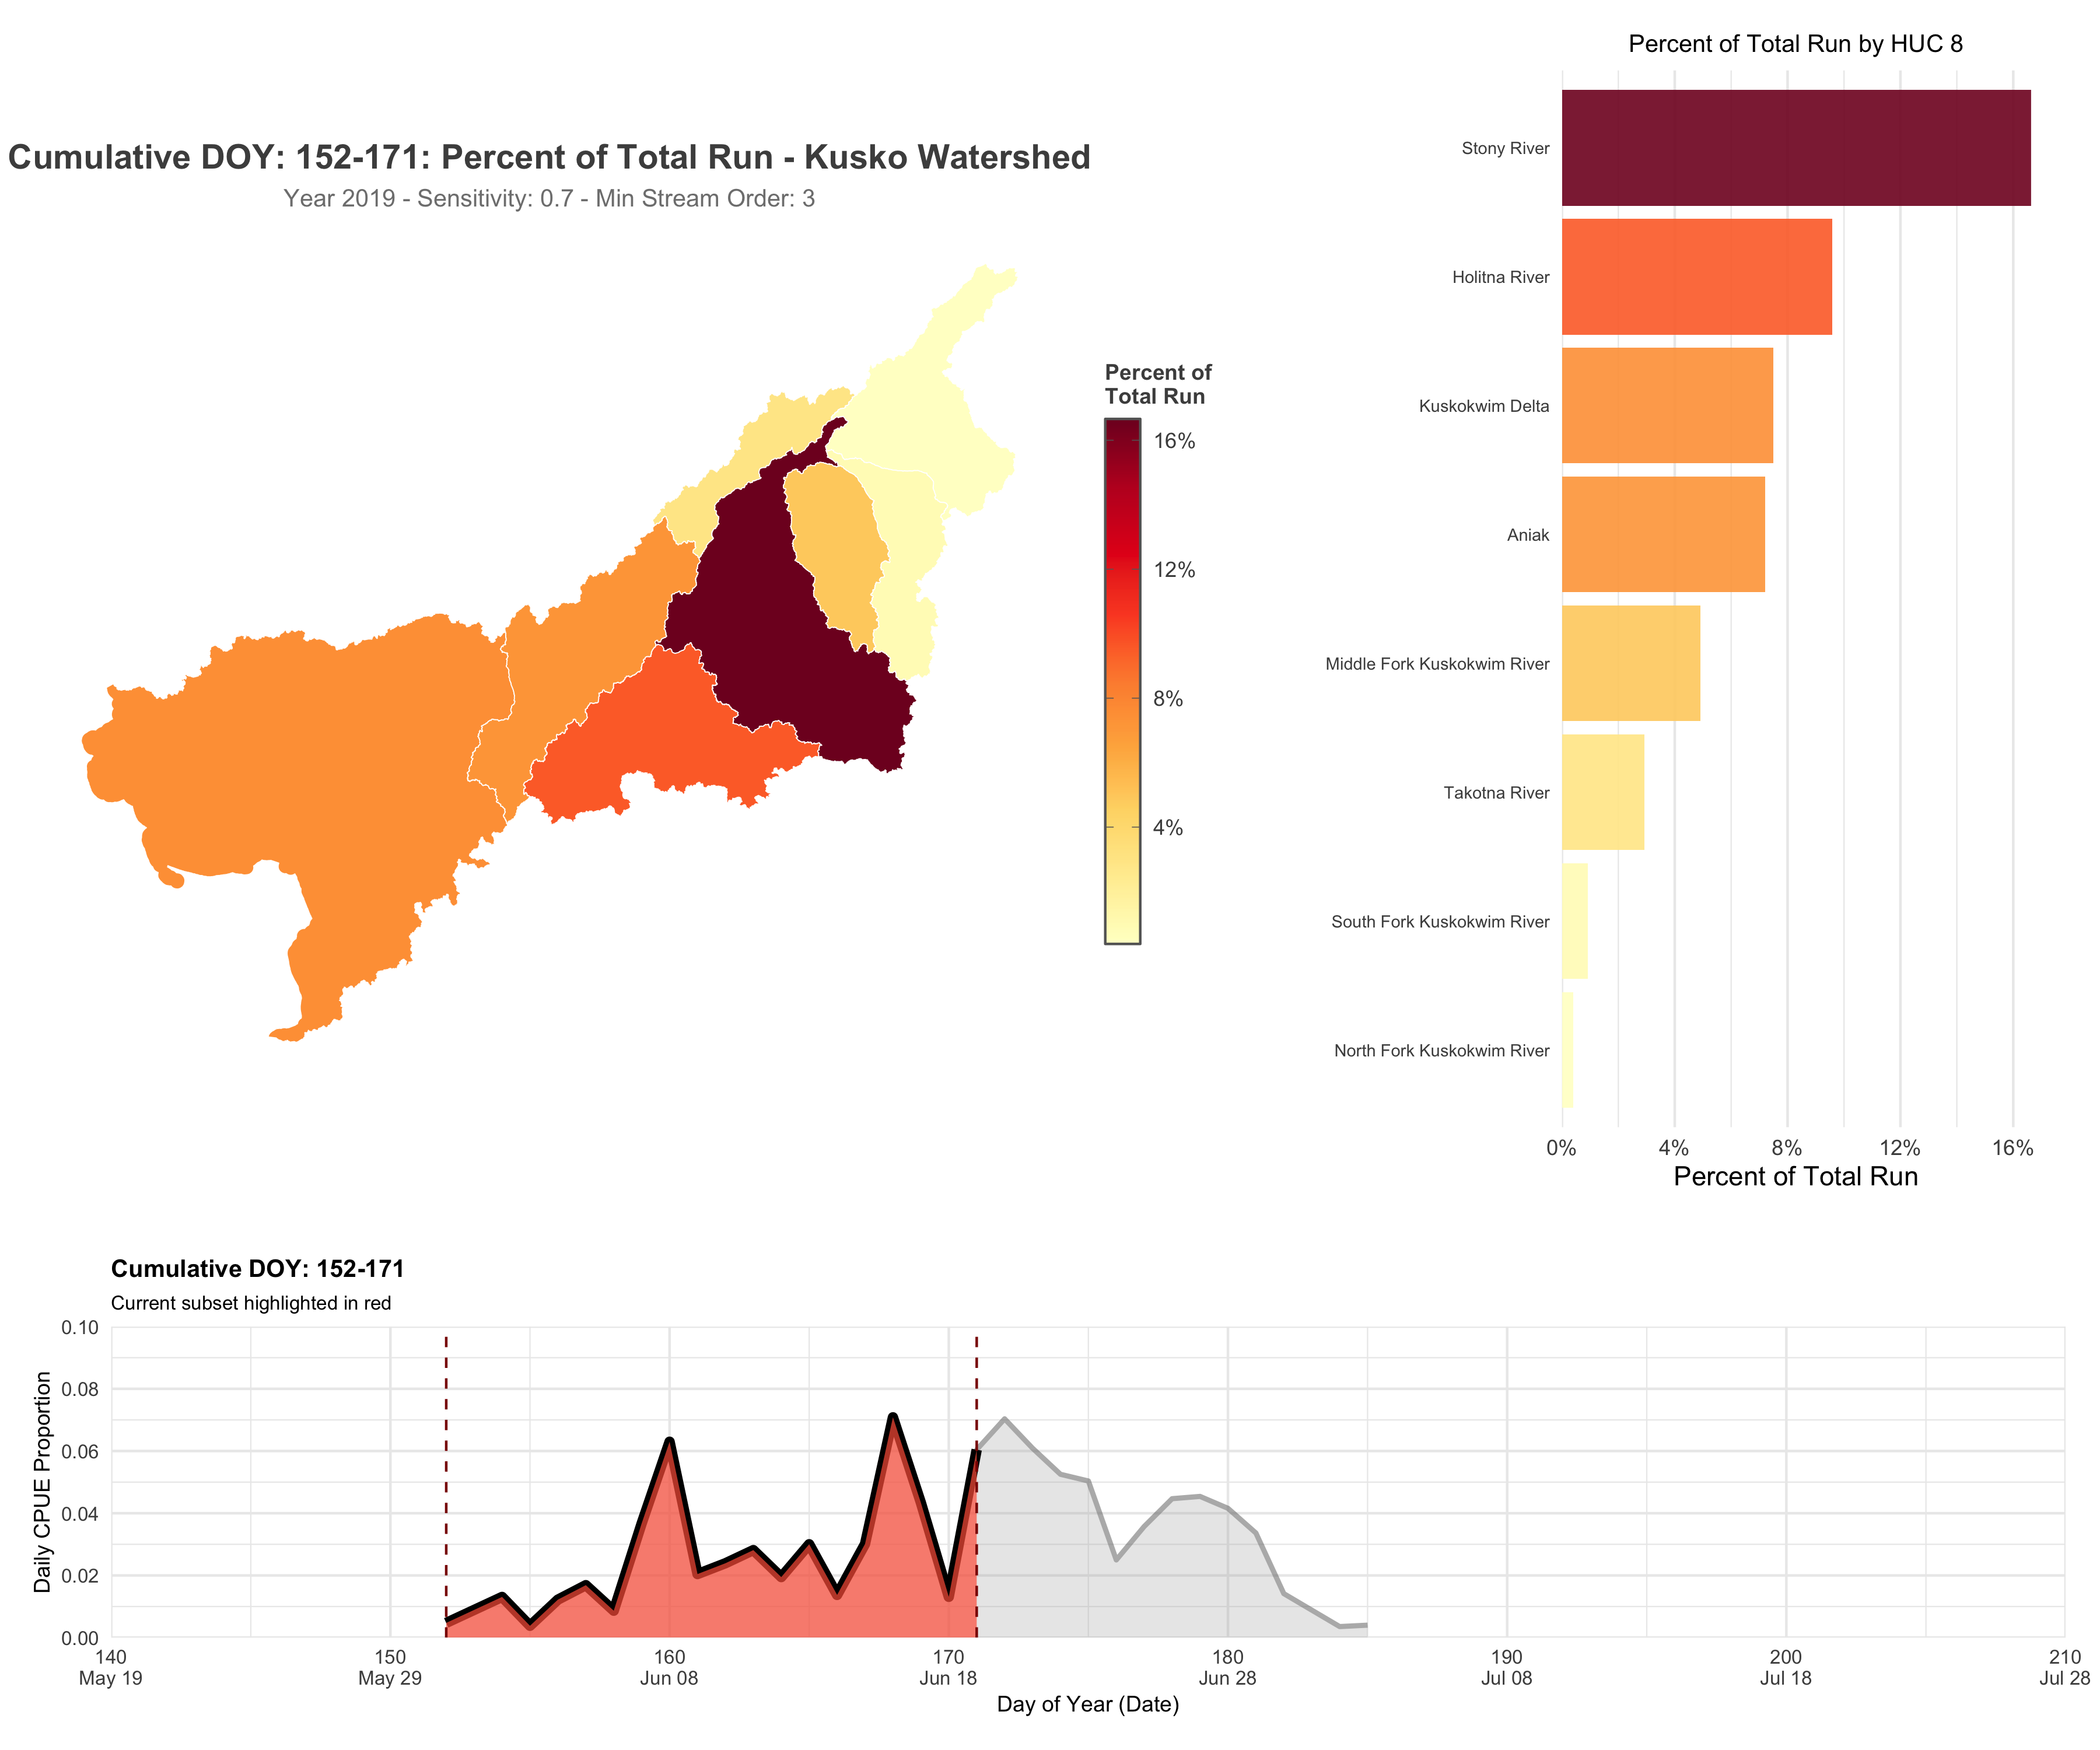 Cumulative DOY: 152-171: Percent of Total Run - Kusko Watershed
Year 2019 - Sensitivity: 0.7 - Min Stream Order: 3
Percent of
Total Run
16%
12%
8%
4%
Percent of Total Run by HUC 8
Stony River
Holitna River
Kuskokwim Delta
Aniak
Middle Fork Kuskokwim River
Takotna River
South Fork Kuskokwim River
North Fork Kuskokwim River
0% 4% 8% 12% 16%
Percent of Total Run
Cumulative DOY: 152-171
Current subset highlighted in red
Daily CPUE Proportion
0.10
0.08
0.06
0.04
0.02
0.00
140 150 160 170 180 190 200 210
May 19 May 29 Jun 08 Jun 18 Jun 28 Jul 08 Jul 18 Jul 28
Day of Year (Date)